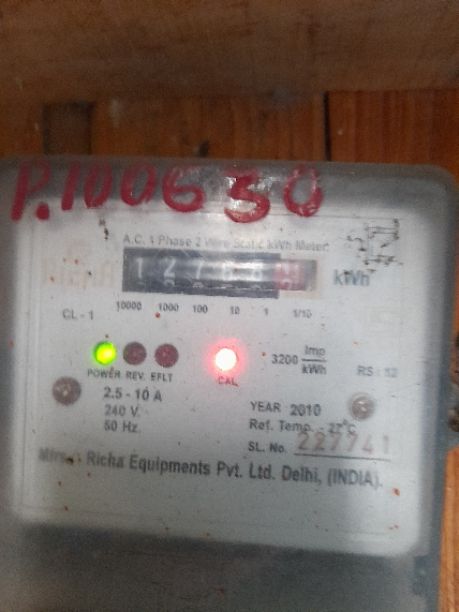 P.100630
A.C. 1 Phase 2 Wire Static kWh Meter
kWh
CL - 1
10000 1000 100 10 1 1/10
3200 Imp/kWh
POWER REV. EFLT
CAL
RS : 12
2.5 - 10 A
240 V.
50 Hz.
YEAR 2010
Ref. Temp. - 27°C
SL. No. 227741
Richa Equipments Pvt. Ltd. Delhi, (INDIA).